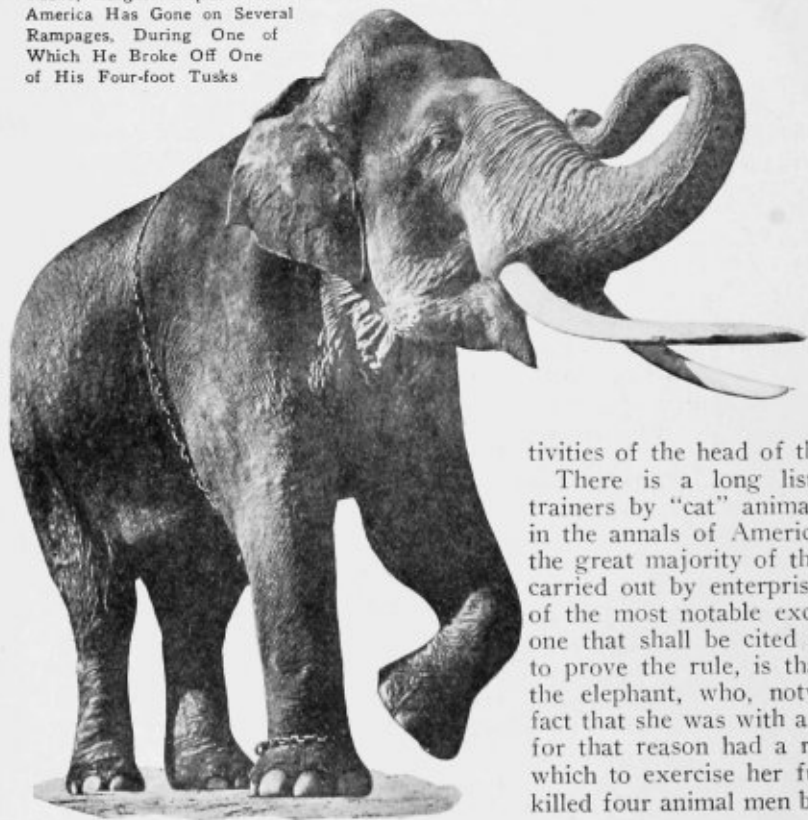 America Has Gone on Several
Rampages, During One of
Which He Broke Off One
of His Four-foot Tusks
tivities of the head of th
There is a long list
trainers by “cat” anima
in the annals of Americ
the great majority of th
carried out by enterpris
of the most notable exc
one that shall be cited
to prove the rule, is tha
the elephant, who, notw
fact that she was with a
for that reason had a r
which to exercise her fu
killed four animal men b